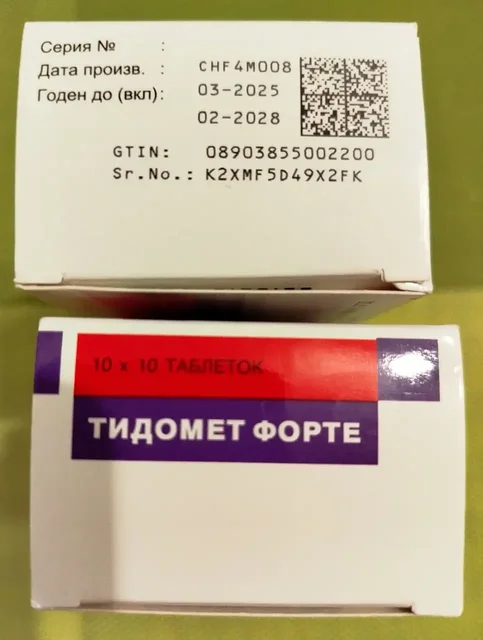 Серия № :
Дата произв. : CHF4M008
Годен до (вкл) : 03-2025
02-2028
GTIN: 08903855002200
Sr.No.: K2XMF5D49X2FK
10 x 10 ТАБЛЕТОК
ТИДОМЕТ ФОРТЕ